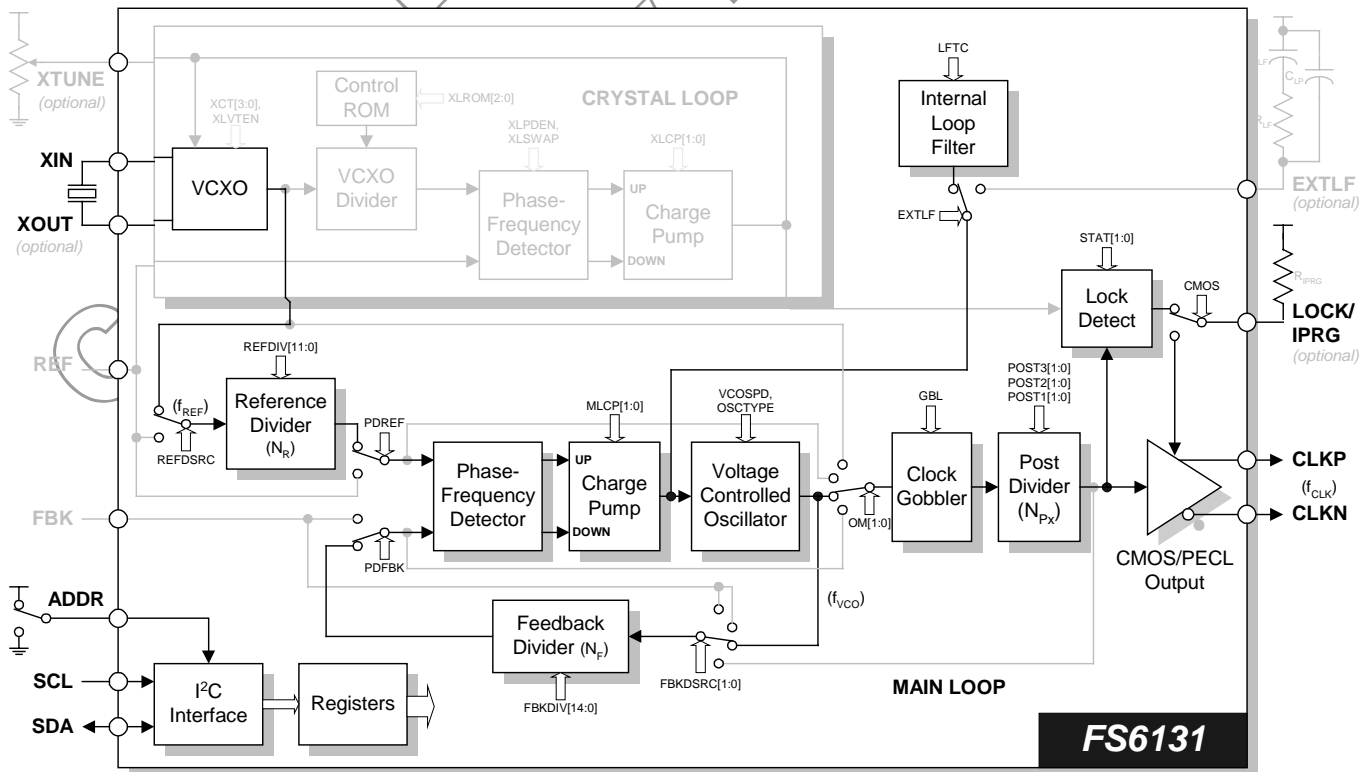 XTUNE
(optional)
XCT[3:0],
XLVTEN
Control
ROM
XLROM[2:0]
CRYSTAL LOOP
LFTC
Internal
Loop
Filter
LF
C_LP
R_LF
XIN
VCXO
VCXO
Divider
XLPDEN,
XLSWAP
XLCP[1:0]
Phase-
Frequency
Detector
UP
Charge
Pump
DOWN
EXTLF
EXTLF
(optional)
XOUT
(optional)
STAT[1:0]
Lock
Detect
CMOS
R_IPRG
LOCK/
IPRG
(optional)
REF
REFDIV[11:0]
(f_REF)
Reference
Divider
(N_R)
REFDSRC
PDREF
MLCP[1:0]
VCOSPD,
OSCTYPE
GBL
POST3[1:0]
POST2[1:0]
POST1[1:0]
Phase-
Frequency
Detector
UP
Charge
Pump
DOWN
Voltage
Controlled
Oscillator
OM[1:0]
Clock
Gobbler
Post
Divider
(N_Px)
CLKP
(f_CLK)
CLKN
CMOS/PECL
Output
FBK
PDFBK
(f_VCO)
ADDR
Feedback
Divider (N_F)
FBKDSRC[1:0]
FBKDIV[14:0]
MAIN LOOP
SCL
SDA
I²C
Interface
Registers
FS6131